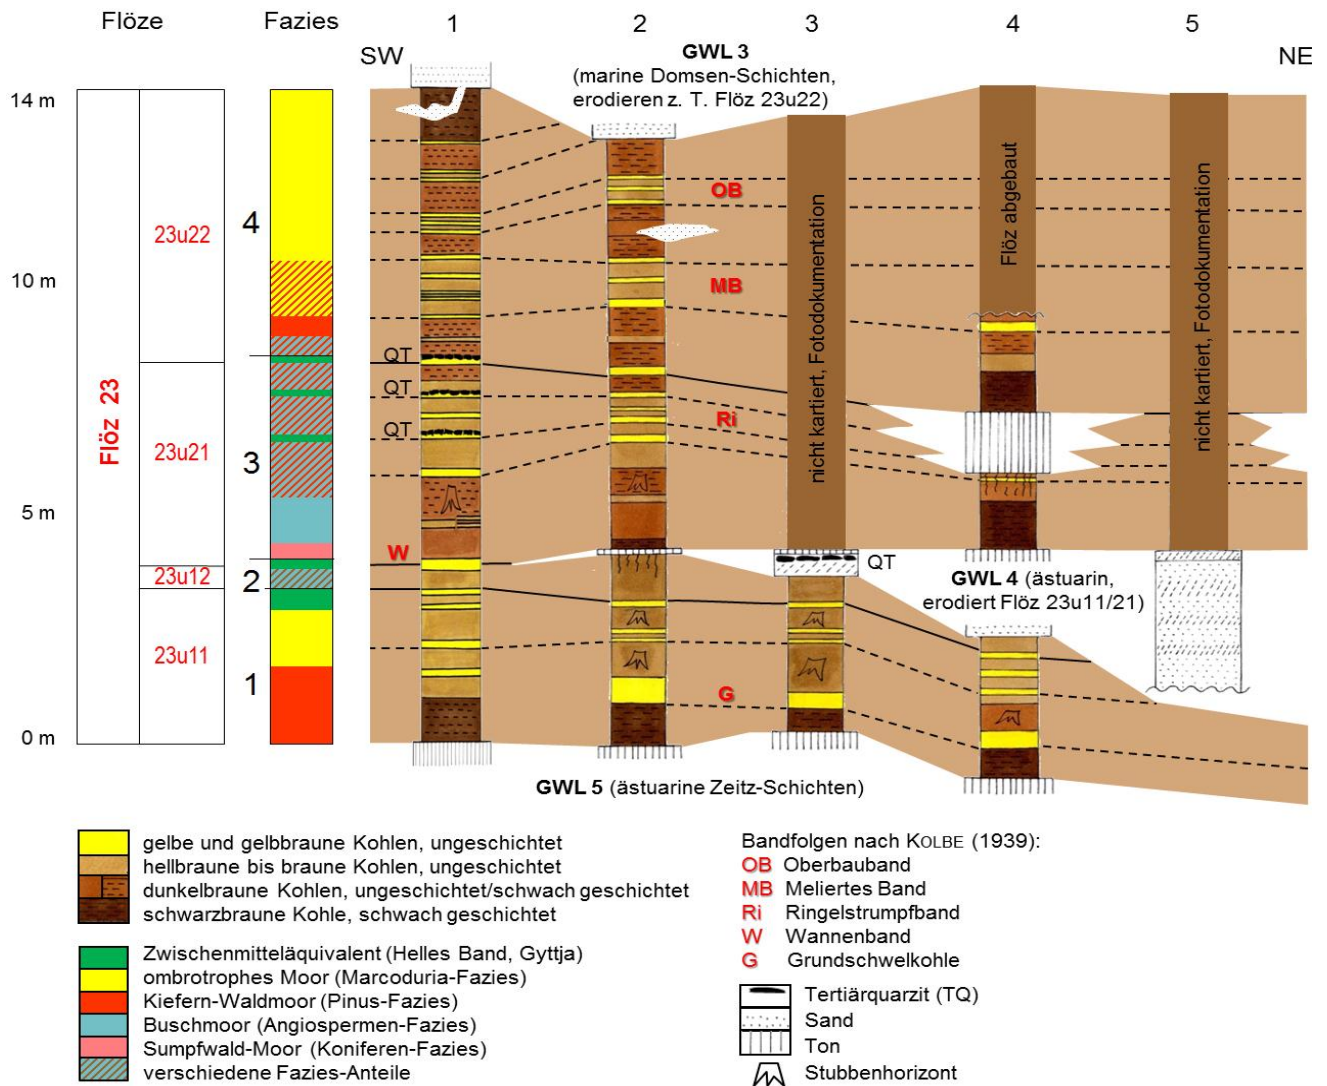 Flöze Fazies 1 2 3 4 5
SW GWL 3 NE
(marine Domsen-Schichten,
erodieren z. T. Flöz 23u22)
14 m
10 m
5 m
0 m
Flöz 23
23u22
23u21
23u12
23u11
4
3
2
1
QT
QT
QT
W
OB
MB
Ri
G
nicht kartiert, Fotodokumentation
Flöz abgebaut
nicht kartiert, Fotodokumentation
QT
GWL 4 (ästuarin,
erodiert Flöz 23u11/21)
GWL 5 (ästuarine Zeitz-Schichten)
gelbe und gelbbraune Kohlen, ungeschichtet
hellbraune bis braune Kohlen, ungeschichtet
dunkelbraune Kohlen, ungeschichtet/schwach geschichtet
schwarzbraune Kohle, schwach geschichtet
Zwischenmitteläquivalent (Helles Band, Gyttja)
ombrotrophes Moor (Marcoduria-Fazies)
Kiefern-Waldmoor (Pinus-Fazies)
Buschmoor (Angiospermen-Fazies)
Sumpfwald-Moor (Koniferen-Fazies)
verschiedene Fazies-Anteile
Bandfolgen nach KOLBE (1939):
OB Oberbauband
MB Meliertes Band
Ri Ringelstrumpfband
W Wannenband
G Grundschwelkohle
Tertiärquarzit (TQ)
Sand
Ton
Stubbenhorizont